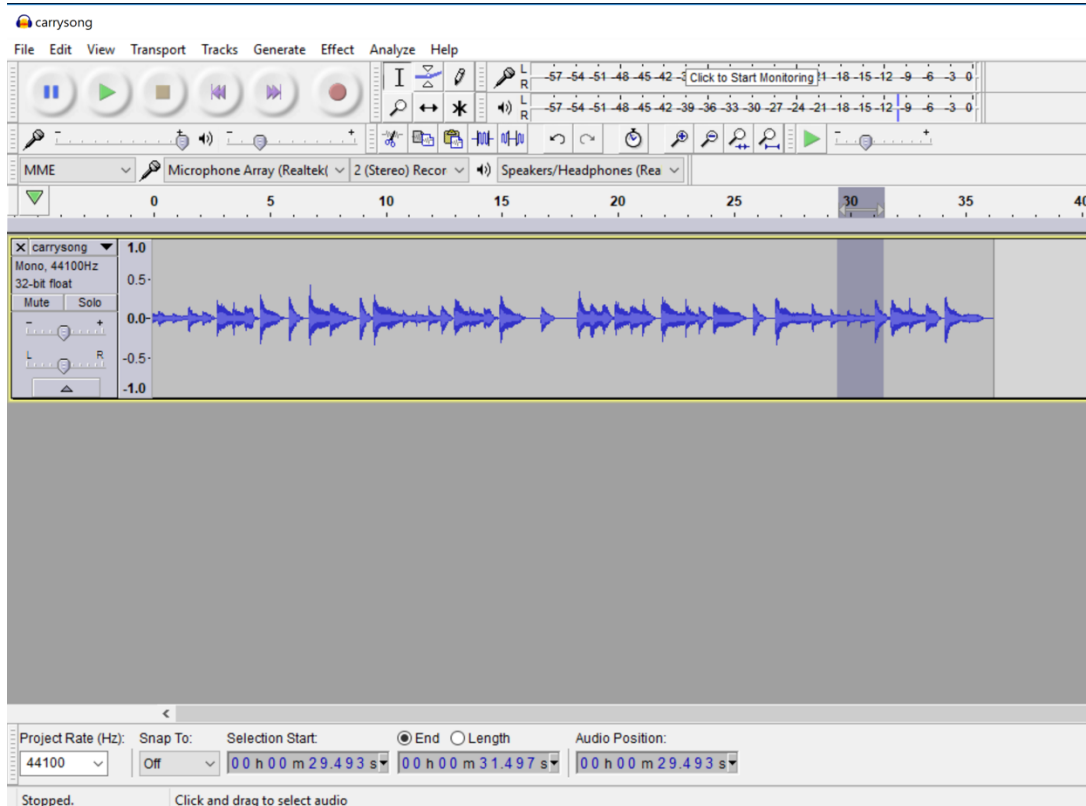 carrysong
File Edit View Transport Tracks Generate Effect Analyze Help
L
R
-57 -54 -51 -48 -45 -42 -3 Click to Start Monitoring !1 -18 -15 -12 -9 -6 -3 0
L
R
-57 -54 -51 -48 -45 -42 -39 -36 -33 -30 -27 -24 -21 -18 -15 -12 -9 -6 -3 0
- + - + - +
MME Microphone Array (Realtek( 2 (Stereo) Recor Speakers/Headphones (Rea
0 5 10 15 20 25 30 35 40
X carrysong 1.0
Mono, 44100Hz
32-bit float 0.5-
Mute Solo
- + 0.0-
L R -0.5-
-1.0
Project Rate (Hz): Snap To: Selection Start: End Length Audio Position:
44100 Off 00 h 00 m 29.493 s 00 h 00 m 31.497 s 00 h 00 m 29.493 s
Stopped. Click and drag to select audio